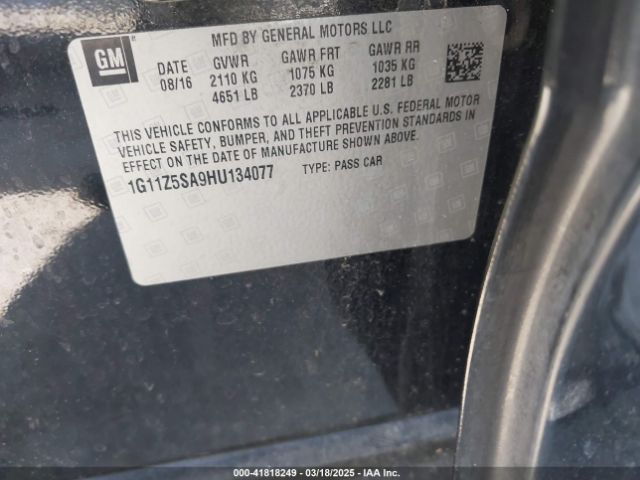 GM
MFD BY GENERAL MOTORS LLC
DATE GVWR GAWR FRT GAWR RR
08/16 2110 KG 1075 KG 1035 KG
4651 LB 2370 LB 2281 LB
THIS VEHICLE CONFORMS TO ALL APPLICABLE U.S. FEDERAL MOTOR
VEHICLE SAFETY, BUMPER, AND THEFT PREVENTION STANDARDS IN
EFFECT ON THE DATE OF MANUFACTURE SHOWN ABOVE.
1G11Z5SA9HU134077 TYPE: PASS CAR
000-41818249 - 03/18/2025 - IAA Inc.